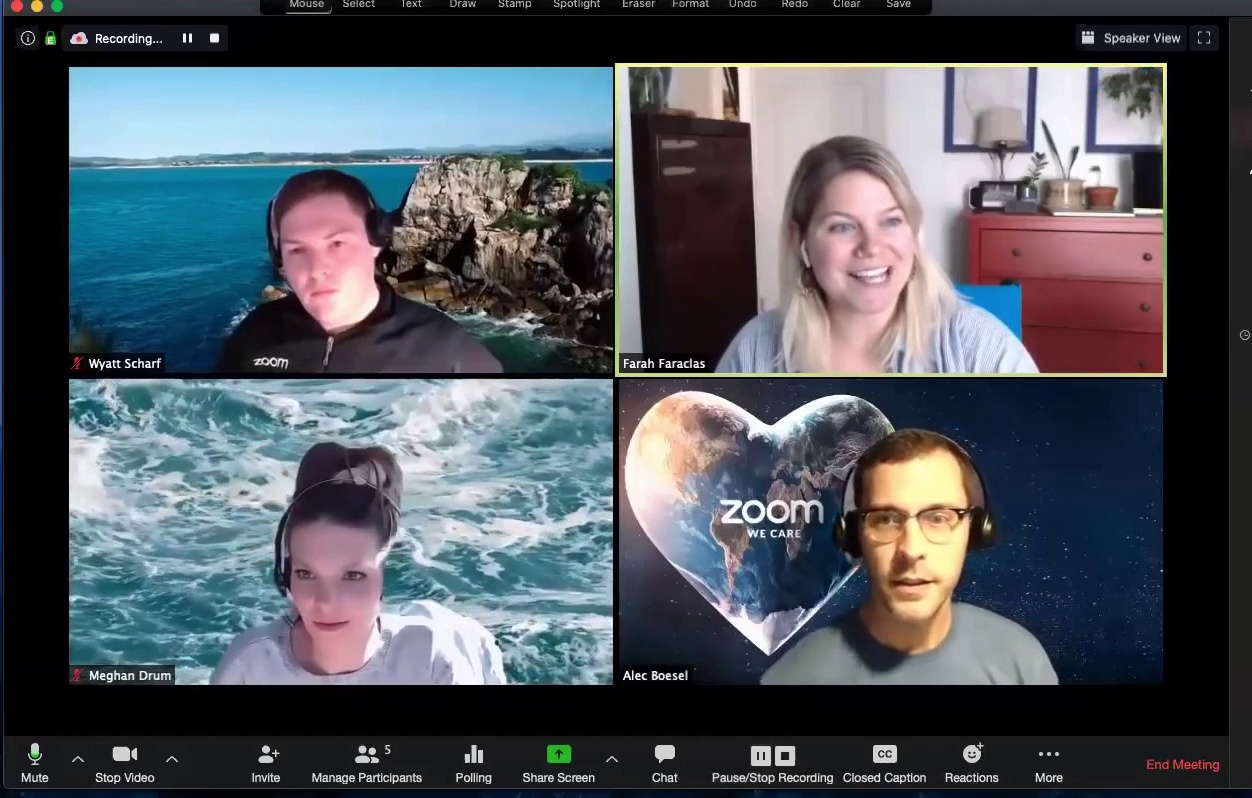 Mouse Select Text Draw Stamp Spotlight Eraser Format Undo Redo Clear Save
Recording...
Speaker View
zoom
Wyatt Scharf
Farah Faraclas
zoom
WE CARE
Meghan Drum
Alec Boesel
5
CC
Mute Stop Video Invite Manage Participants Polling Share Screen Chat Pause/Stop Recording Closed Caption Reactions More End Meeting